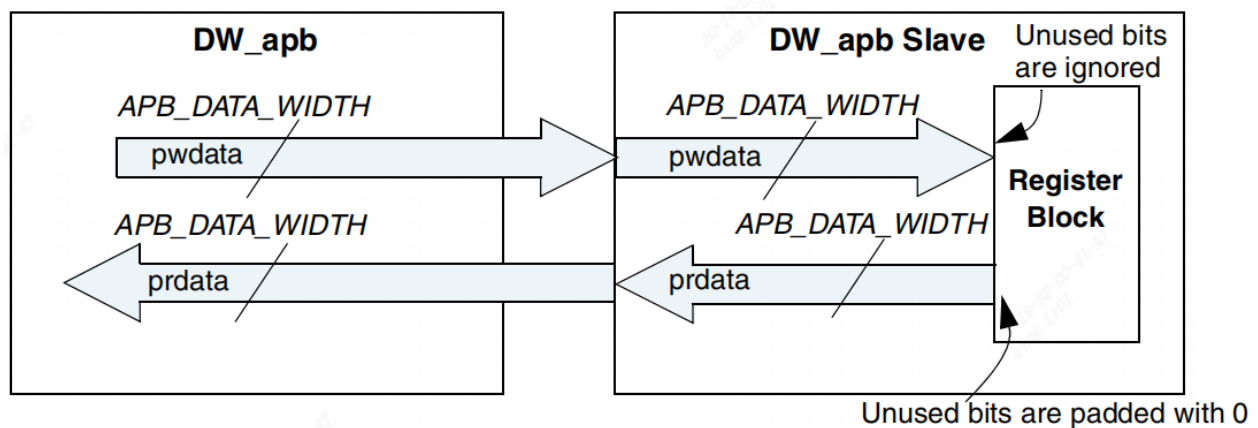 DW_apb
DW_apb Slave
Unused bits
are ignored
APB_DATA_WIDTH
APB_DATA_WIDTH
pwdata
pwdata
Register
Block
APB_DATA_WIDTH
APB_DATA_WIDTH
prdata
prdata
Unused bits are padded with 0